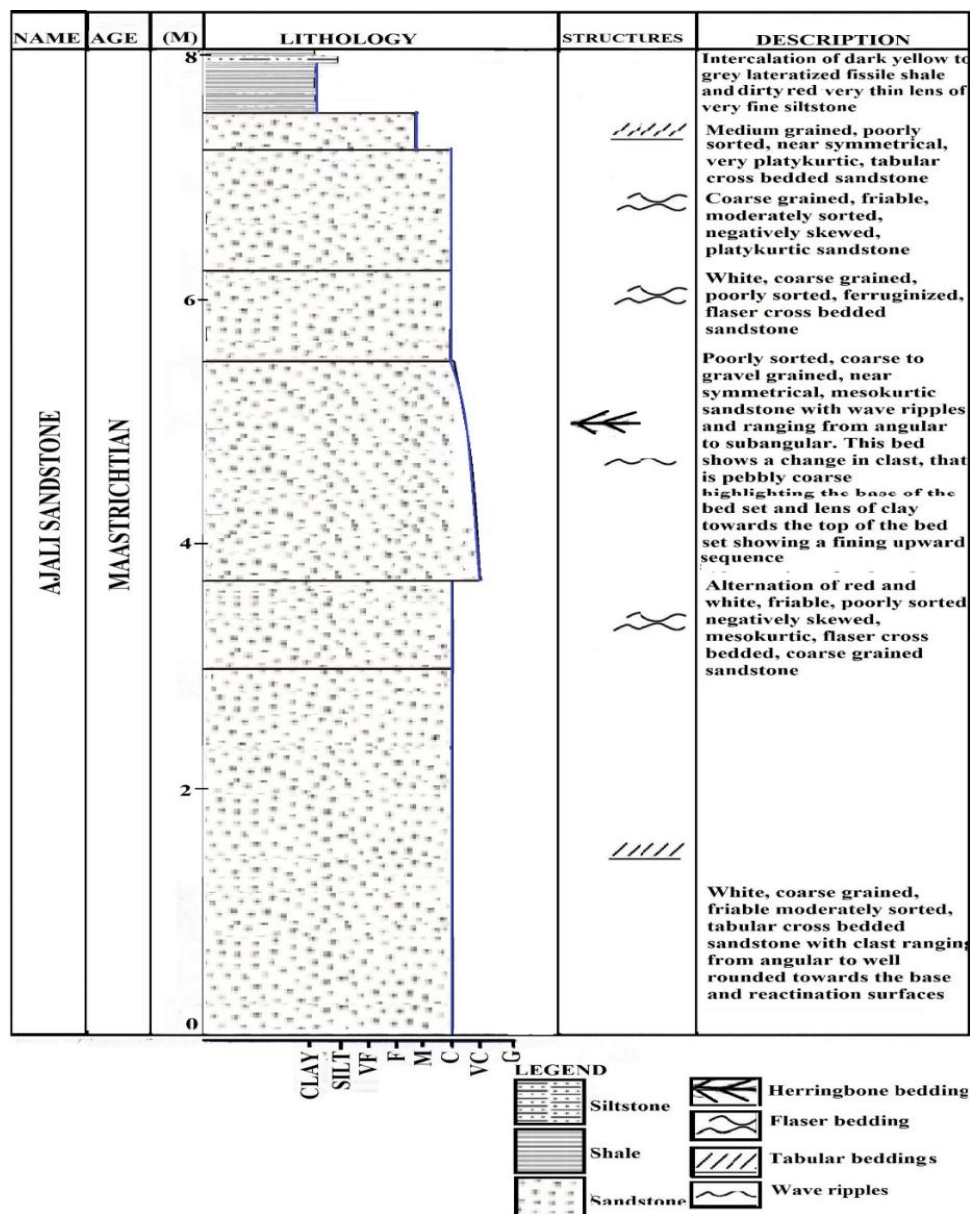 NAME AGE (M) LITHOLOGY STRUCTURES DESCRIPTION
8
Intercalation of dark yellow to
grey lateratized fissile shale
and dirty red very thin lens of
very fine siltstone
Medium grained, poorly
sorted, near symmetrical,
very platykurtic, tabular
cross bedded sandstone
Coarse grained, friable,
moderately sorted,
negatively skewed,
platykurtic sandstone
6
White, coarse grained,
poorly sorted, ferruginized,
flaser cross bedded
sandstone
AJALI SANDSTONE
MAASTRICHTIAN
Poorly sorted, coarse to
gravel grained, near
symmetrical, mesokurtic
sandstone with wave ripples
and ranging from angular
to subangular. This bed
shows a change in clast, that
is pebbly coarse
highlighting the base of the
bed set and lens of clay
towards the top of the bed
set showing a fining upward
sequence
4
Alternation of red and
white, friable, poorly sorted
negatively skewed,
mesokurtic, flaser cross
bedded, coarse grained
sandstone
2
White, coarse grained,
friable moderately sorted,
tabular cross bedded
sandstone with clast ranging
from angular to well
rounded towards the base
and reactination surfaces
0
CLAY SILT VF F M C VC G
LEGEND
Siltstone
Shale
Sandstone
Herringbone bedding
Flaser bedding
Tabular beddings
Wave ripples